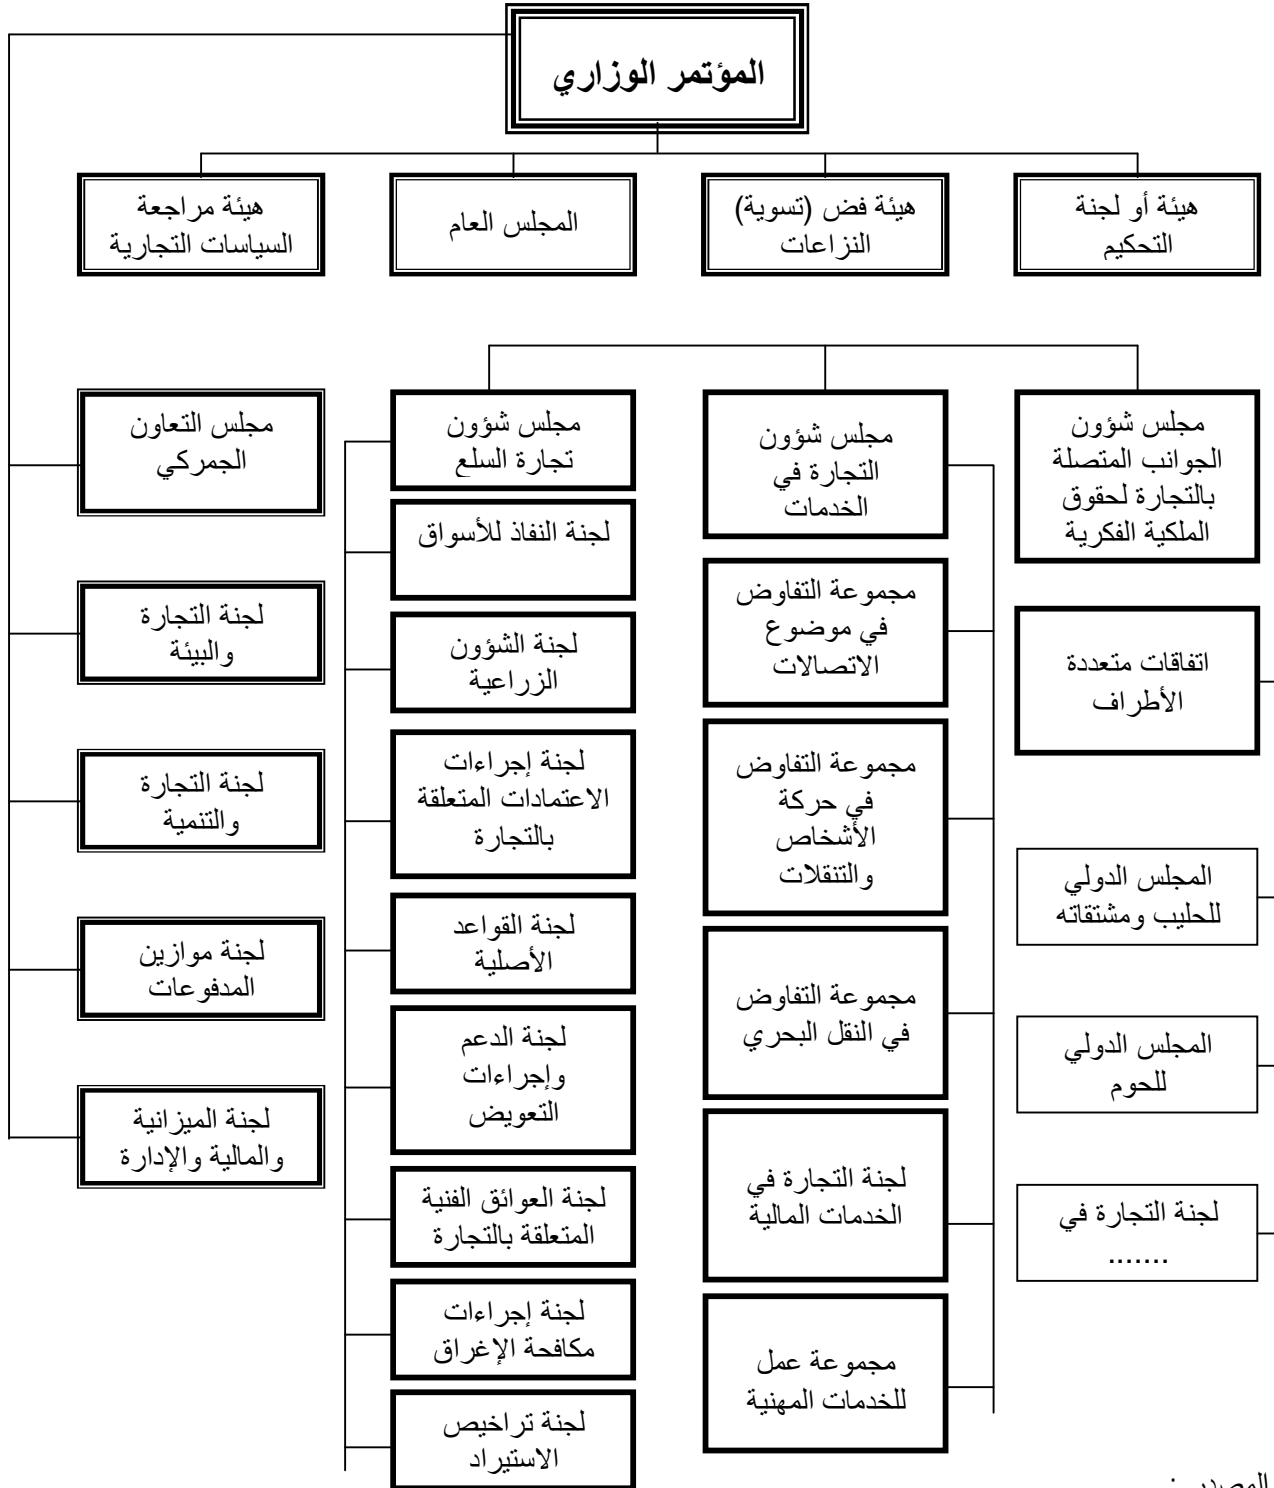 المؤتمر الوزاري
هيئة أو لجنة
التحكيم
هيئة فض (تسوية)
النزاعات
المجلس العام
هيئة مراجعة
السياسات التجارية
مجلس شؤون
الجوانب المتصلة
بالتجارة لحقوق
الملكية الفكرية
اتفاقات متعددة
الأطراف
المجلس الدولي
للحليب ومشتقاته
المجلس الدولي
للحوم
لجنة التجارة في
.......
مجلس شؤون
التجارة في
الخدمات
مجموعة التفاوض
في موضوع
الاتصالات
مجموعة التفاوض
في حركة
الأشخاص
والتنقلات
مجموعة التفاوض
في النقل البحري
لجنة التجارة في
الخدمات المالية
مجموعة عمل
للخدمات المهنية
مجلس شؤون
تجارة السلع
لجنة النفاذ للأسواق
لجنة الشؤون
الزراعية
لجنة إجراءات
الاعتمادات المتعلقة
بالتجارة
لجنة القواعد
الأصلية
لجنة الدعم
وإجراءات
التعويض
لجنة العوائق الفنية
المتعلقة بالتجارة
لجنة إجراءات
مكافحة الإغراق
لجنة تراخيص
الاستيراد
مجلس التعاون
الجمركي
لجنة التجارة
والبيئة
لجنة التجارة
والتنمية
لجنة موازين
المدفوعات
لجنة الميزانية
والمالية والإدارة